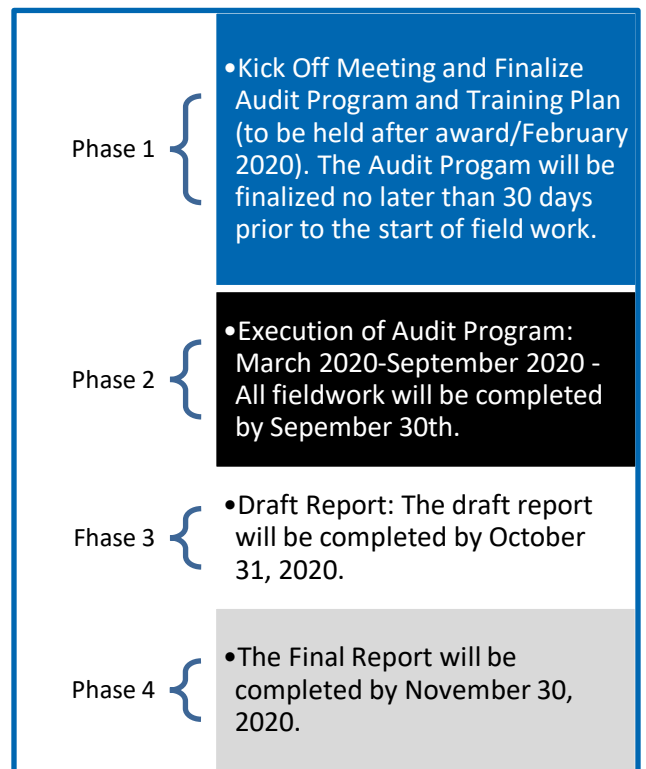 Phase 1
•Kick Off Meeting and Finalize
Audit Program and Training Plan
(to be held after award/February
2020). The Audit Progam will be
finalized no later than 30 days
prior to the start of field work.
Phase 2
•Execution of Audit Program:
March 2020-September 2020 -
All fieldwork will be completed
by Sepember 30th.
Fhase 3
•Draft Report: The draft report
will be completed by October
31, 2020.
Phase 4
•The Final Report will be
completed by November 30,
2020.